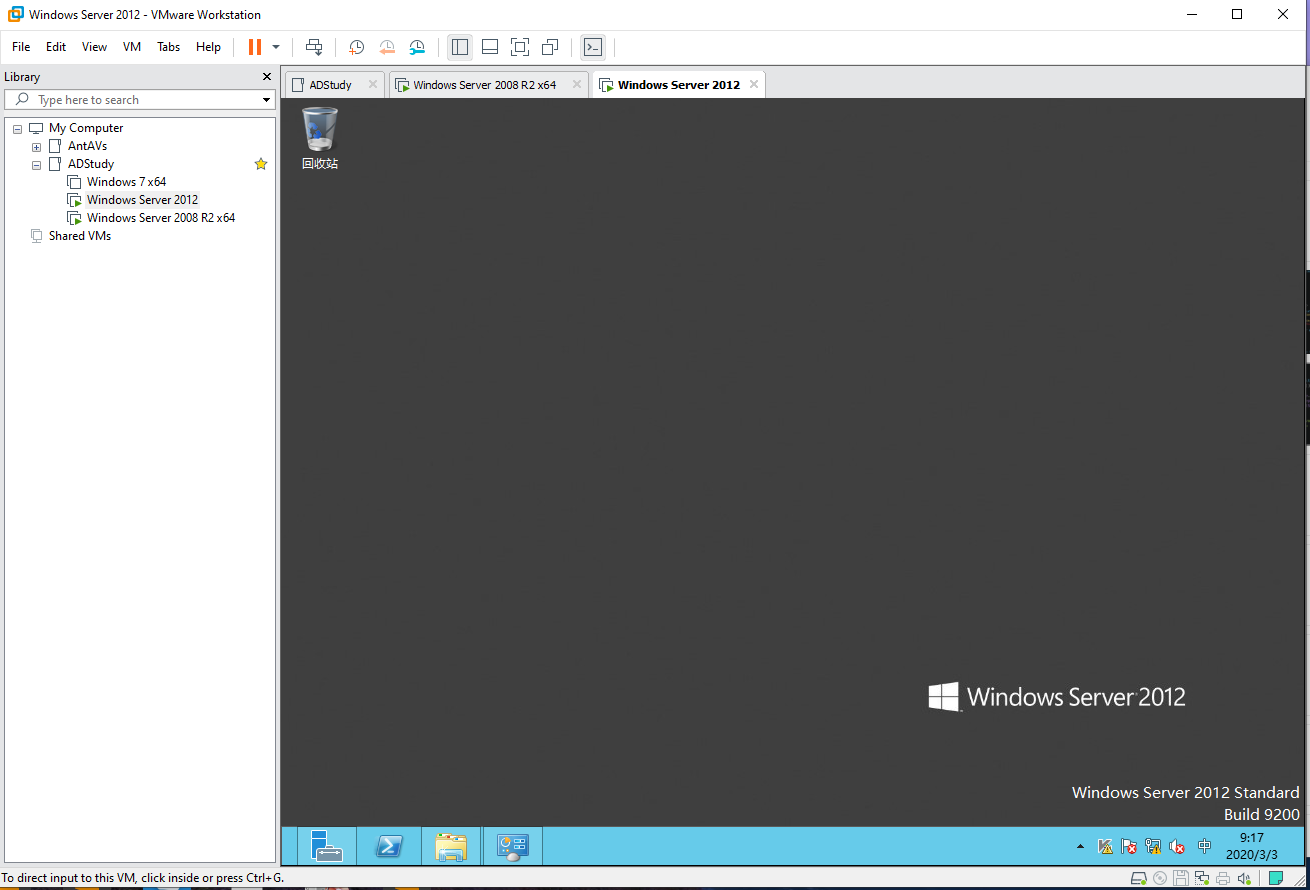 Windows Server 2012 - VMware Workstation
File Edit View VM Tabs Help
Library
Type here to search
My Computer
AntAVs
ADStudy
Windows 7 x64
Windows Server 2012
Windows Server 2008 R2 x64
Shared VMs
ADStudy
Windows Server 2008 R2 x64
Windows Server 2012
回收站
Windows Server 2012
Windows Server 2012 Standard
Build 9200
中
9:17
2020/3/3
To direct input to this VM, click inside or press Ctrl+G.